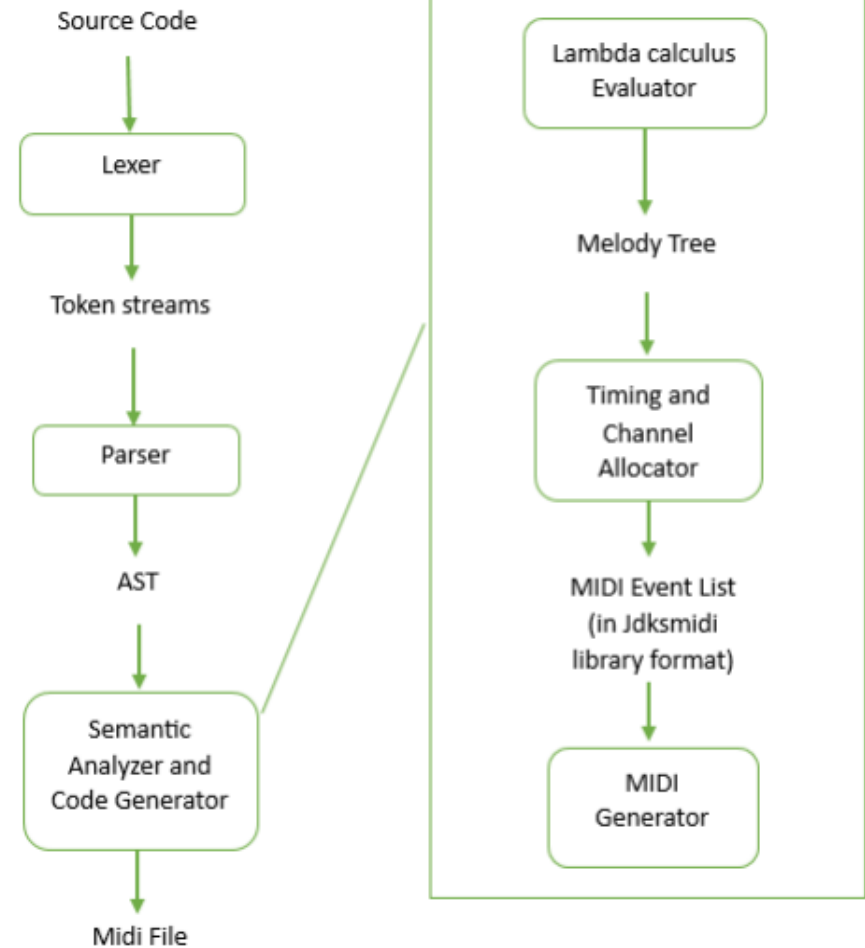 Source Code
Lexer
Token streams
Parser
AST
Semantic
Analyzer and
Code Generator
Midi File
Lambda calculus
Evaluator
Melody Tree
Timing and
Channel
Allocator
MIDI Event List
(in Jdksmidi
library format)
MIDI
Generator